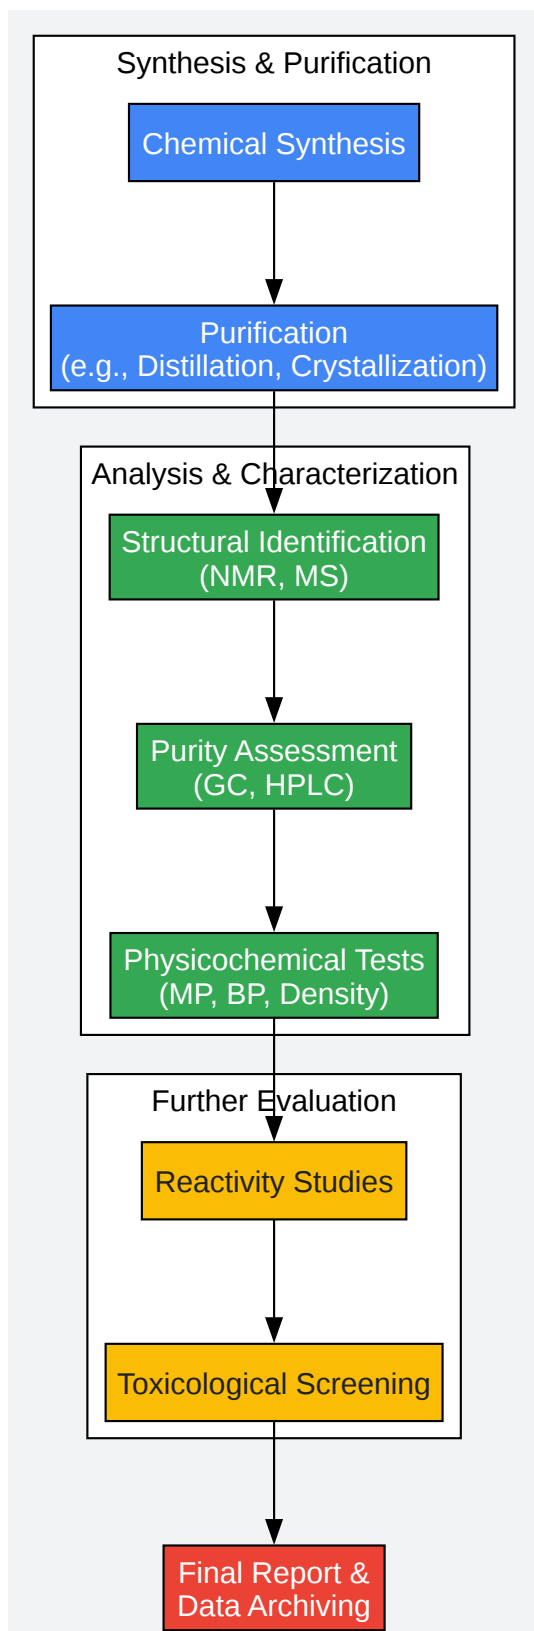 Synthesis & Purification
Chemical Synthesis
Purification
(e.g., Distillation, Crystallization)
Analysis & Characterization
Structural Identification
(NMR, MS)
Purity Assessment
(GC, HPLC)
Physicochemical Tests
(MP, BP, Density)
Further Evaluation
Reactivity Studies
Toxicological Screening
Final Report &
Data Archiving